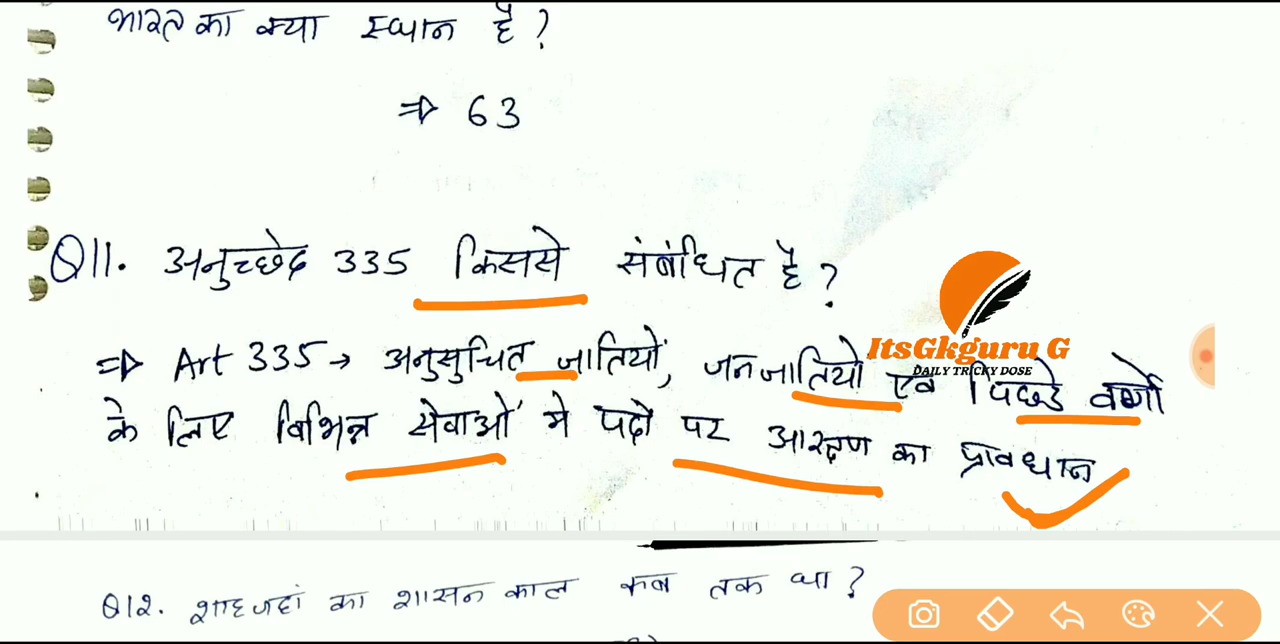 भारत का क्या स्थान है?
⇒ 63
Q11. अनुच्छेद 335 किससे संबंधित है?
⇒ Art 335 → अनुसुचित जातियों, जनजातियो एवं पिछडे वर्गो
के लिए विभिन्न सेवाओं मे पदो पर आरक्षण का प्रावधान
ItsGkguru G
DAILY TRICKY DOSE
Q12. शाहजहां का शासन काल कब तक था?